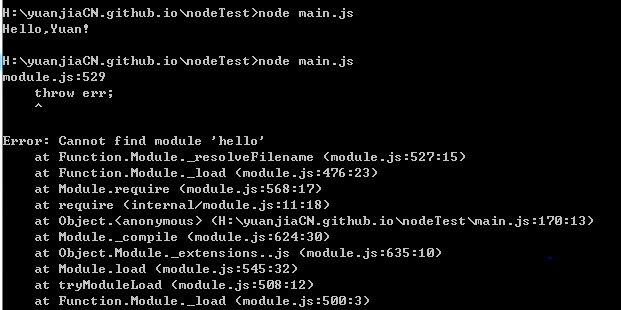 H:\yuanjiaCN.github.io\nodeTest>node main.js
Hello,Yuan!
H:\yuanjiaCN.github.io\nodeTest>node main.js
module.js:529
    throw err;
    ^
Error: Cannot find module 'hello'
    at Function.Module._resolveFilename (module.js:527:15)
    at Function.Module._load (module.js:476:23)
    at Module.require (module.js:568:17)
    at require (internal/module.js:11:18)
    at Object.<anonymous> (H:\yuanjiaCN.github.io\nodeTest\main.js:170:13)
    at Module._compile (module.js:624:30)
    at Object.Module._extensions..js (module.js:635:10)
    at Module.load (module.js:545:32)
    at tryModuleLoad (module.js:508:12)
    at Function.Module._load (module.js:500:3)